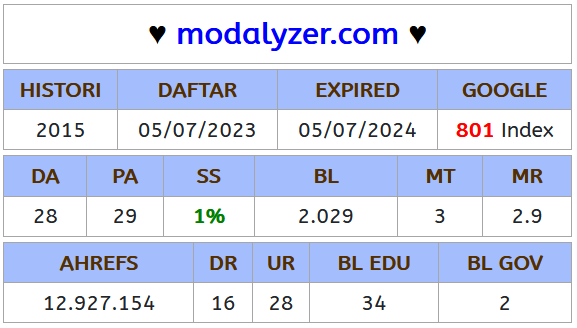 ♥ modalyzer.com ♥
HISTORI DAFTAR EXPIRED GOOGLE
2015 05/07/2023 05/07/2024 801 Index
DA PA SS BL MT MR
28 29 1% 2.029 3 2.9
AHREFS DR UR BL EDU BL GOV
12.927.154 16 28 34 2